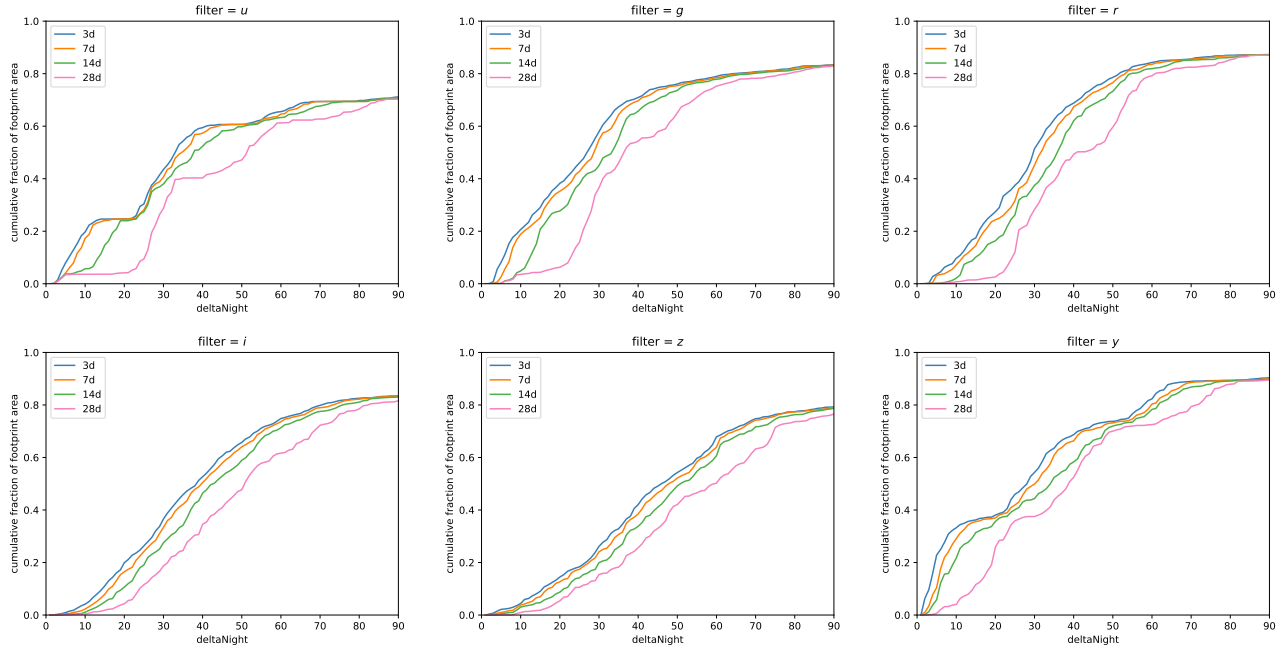 filter = u
1.0
0.8
0.6
0.4
0.2
0.0
cumulative fraction of footprint area
3d
7d
14d
28d
0 10 20 30 40 50 60 70 80 90
deltaNight
filter = g
1.0
0.8
0.6
0.4
0.2
0.0
cumulative fraction of footprint area
3d
7d
14d
28d
0 10 20 30 40 50 60 70 80 90
deltaNight
filter = r
1.0
0.8
0.6
0.4
0.2
0.0
cumulative fraction of footprint area
3d
7d
14d
28d
0 10 20 30 40 50 60 70 80 90
deltaNight
filter = i
1.0
0.8
0.6
0.4
0.2
0.0
cumulative fraction of footprint area
3d
7d
14d
28d
0 10 20 30 40 50 60 70 80 90
deltaNight
filter = z
1.0
0.8
0.6
0.4
0.2
0.0
cumulative fraction of footprint area
3d
7d
14d
28d
0 10 20 30 40 50 60 70 80 90
deltaNight
filter = y
1.0
0.8
0.6
0.4
0.2
0.0
cumulative fraction of footprint area
3d
7d
14d
28d
0 10 20 30 40 50 60 70 80 90
deltaNight